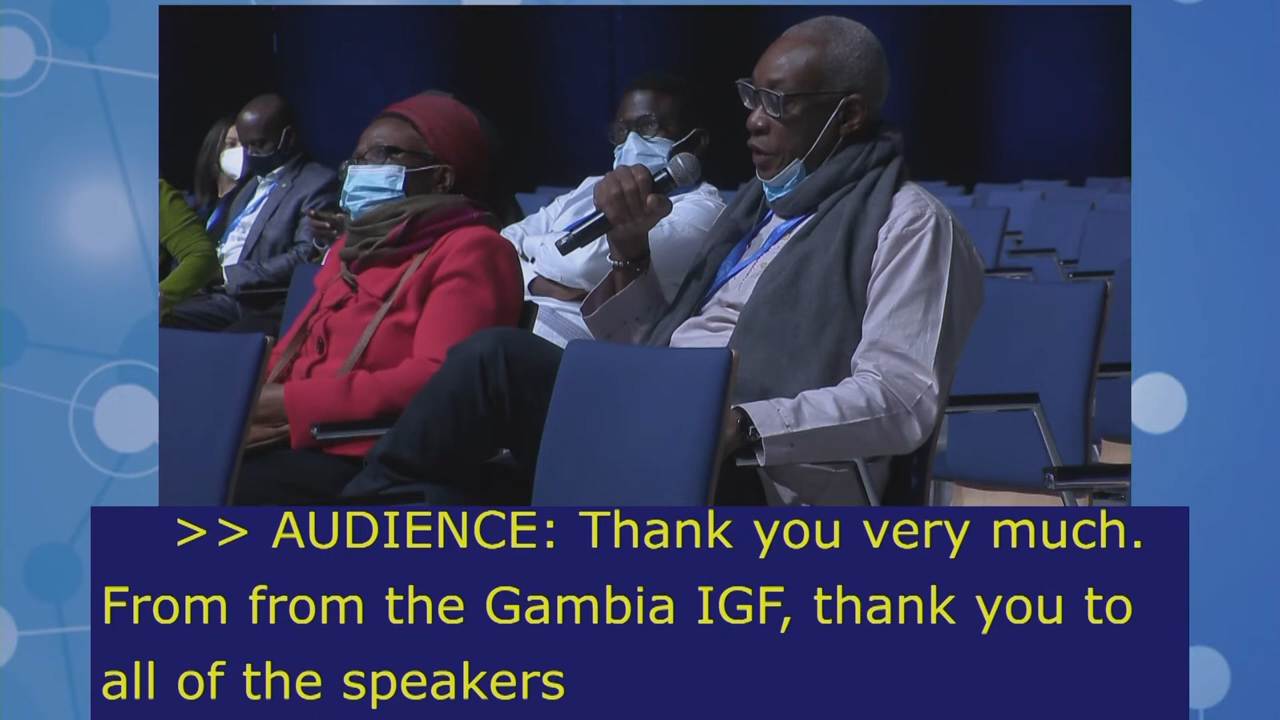 >> AUDIENCE: Thank you very much.
From from the Gambia IGF, thank you to
all of the speakers